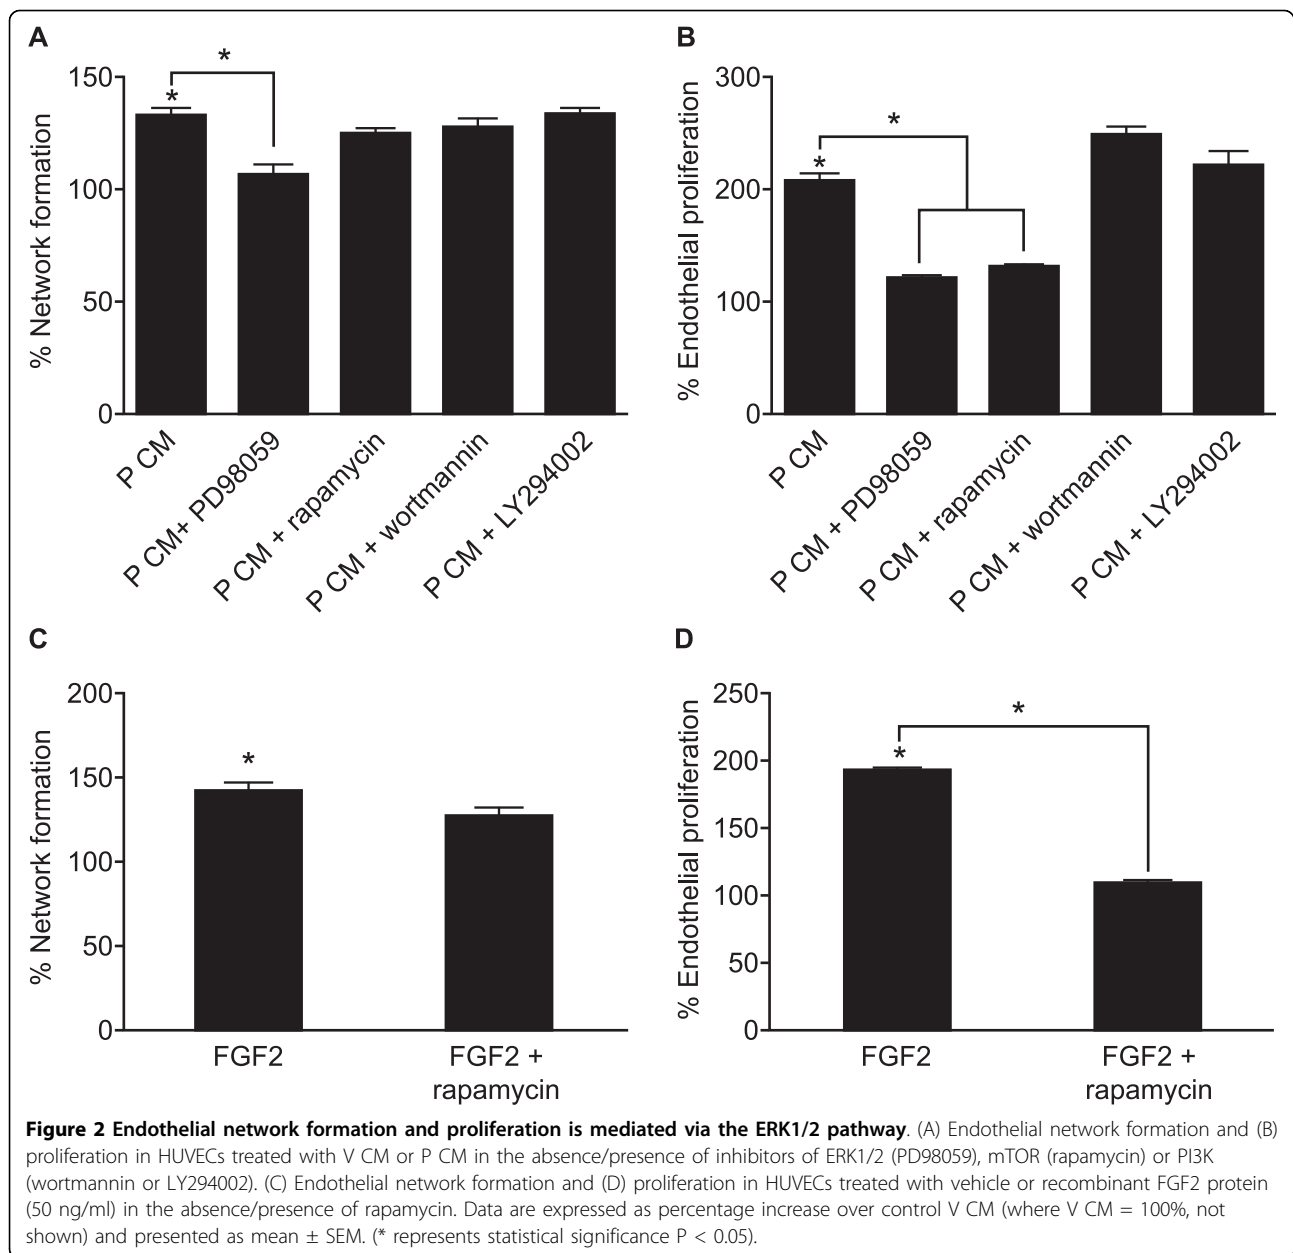 A
*
150
*
100
50
0
% Network formation
P CM
P CM+ PD98059
P CM + rapamycin
P CM + wortmannin
P CM + LY294002
B
300
*
*
200
100
0
% Endothelial proliferation
P CM
P CM + PD98059
P CM + rapamycin
P CM + wortmannin
P CM + LY294002
C
200
*
150
100
50
0
% Network formation
FGF2
FGF2 +
rapamycin
D
250
*
*
200
150
100
50
0
% Endothelial proliferation
FGF2
FGF2 +
rapamycin
Figure 2 Endothelial network formation and proliferation is mediated via the ERK1/2 pathway. (A) Endothelial network formation and (B)
proliferation in HUVECs treated with V CM or P CM in the absence/presence of inhibitors of ERK1/2 (PD98059), mTOR (rapamycin) or PI3K
(wortmannin or LY294002). (C) Endothelial network formation and (D) proliferation in HUVECs treated with vehicle or recombinant FGF2 protein
(50 ng/ml) in the absence/presence of rapamycin. Data are expressed as percentage increase over control V CM (where V CM = 100%, not
shown) and presented as mean ± SEM. (* represents statistical significance P < 0.05).